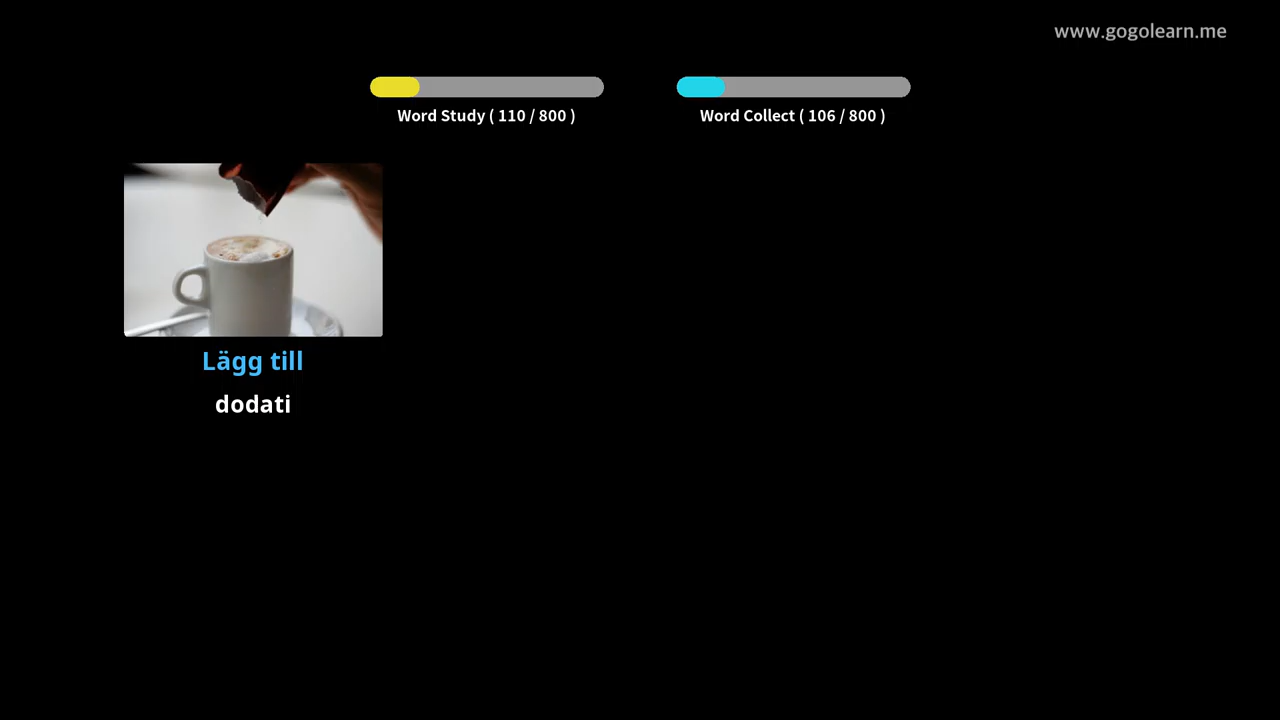 www.gogolearn.me
Word Study ( 110 / 800 )
Word Collect ( 106 / 800 )
Lägg till
dodati